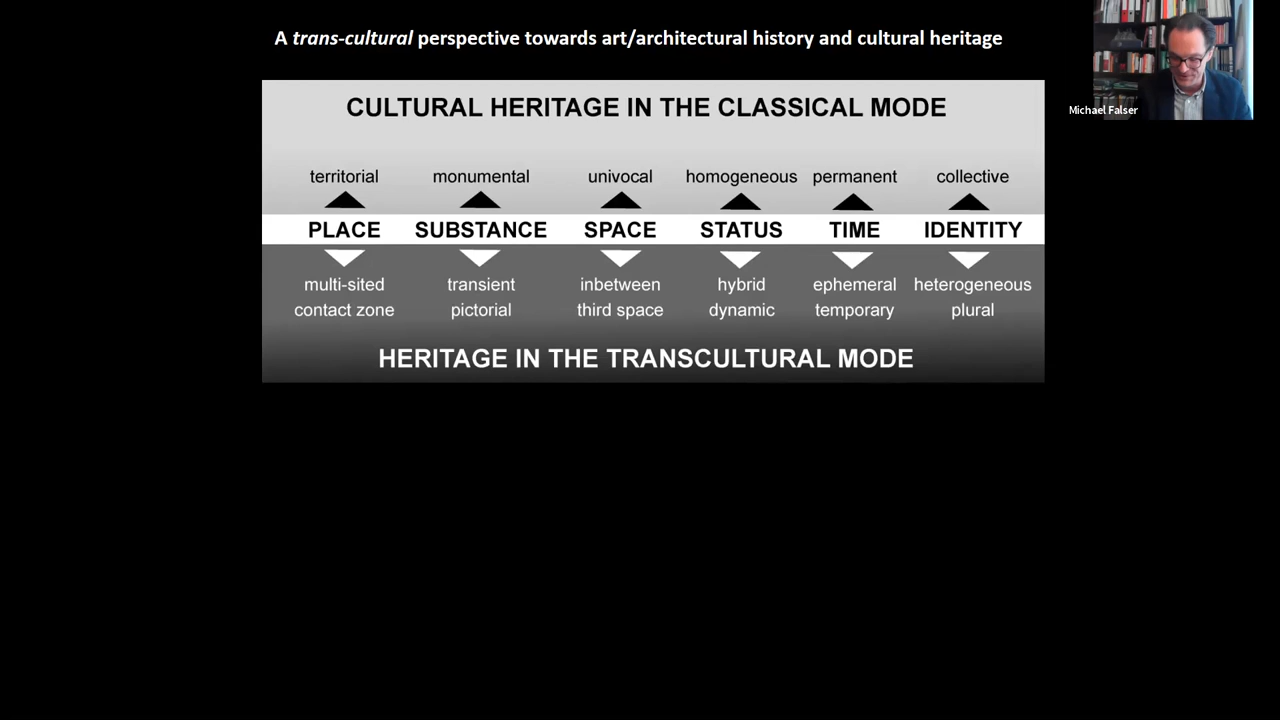 A trans-cultural perspective towards art/architectural history and cultural heritage
Michael Falser
CULTURAL HERITAGE IN THE CLASSICAL MODE
territorial monumental univocal homogeneous permanent collective
PLACE SUBSTANCE SPACE STATUS TIME IDENTITY
multi-sited transient inbetween hybrid ephemeral heterogeneous
contact zone pictorial third space dynamic temporary plural
HERITAGE IN THE TRANSCULTURAL MODE